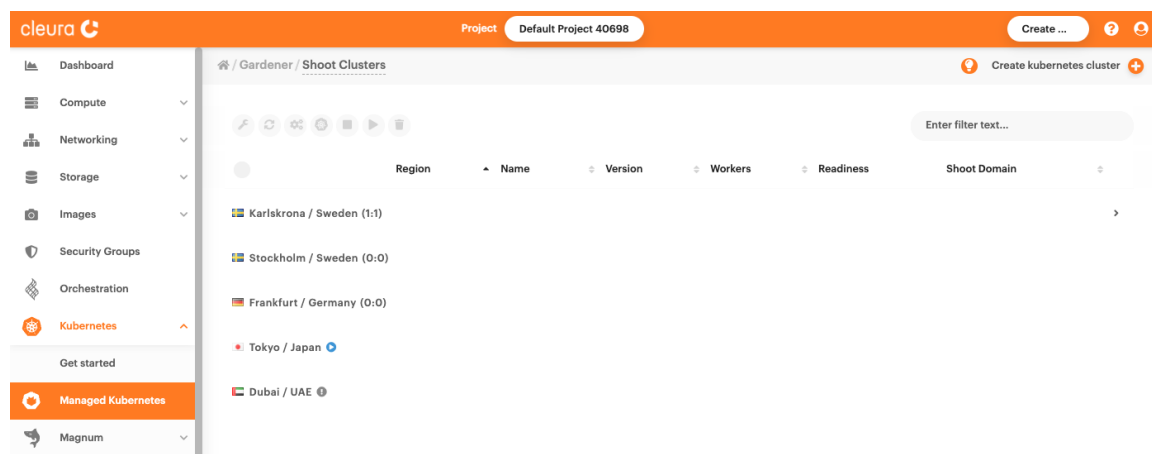 cleura
Project Default Project 40698
Create ...
Dashboard
Compute
Networking
Storage
Images
Security Groups
Orchestration
Kubernetes
Get started
Managed Kubernetes
Magnum
/ Gardener / Shoot Clusters
Create kubernetes cluster
Enter filter text...
Region Name Version Workers Readiness Shoot Domain
Karlskrona / Sweden (1:1)
Stockholm / Sweden (0:0)
Frankfurt / Germany (0:0)
Tokyo / Japan
Dubai / UAE